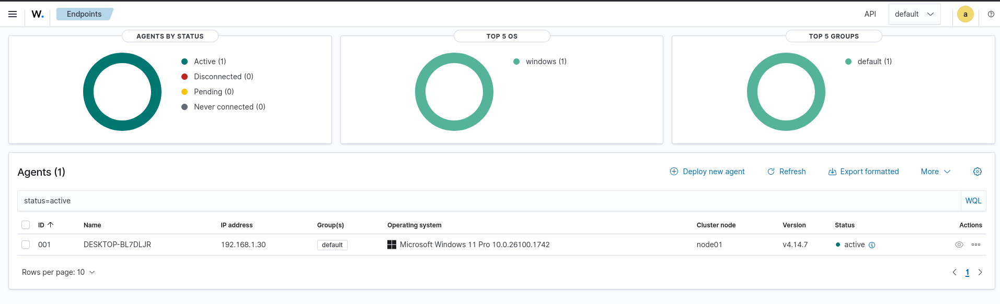 W. Endpoints API default a
AGENTS BY STATUS
Active (1)
Disconnected (0)
Pending (0)
Never connected (0)
TOP 5 OS
windows (1)
TOP 5 GROUPS
default (1)
Agents (1) Deploy new agent Refresh Export formatted More
status=active WQL
ID Name IP address Group(s) Operating system Cluster node Version Status Actions
001 DESKTOP-BL7DLJR 192.168.1.30 default Microsoft Windows 11 Pro 10.0.26100.1742 node01 v4.14.7 active
Rows per page: 10 1